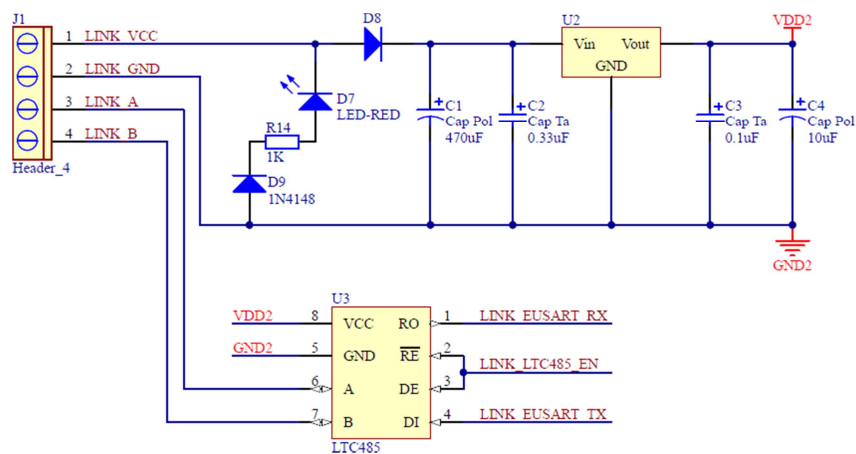 J1
1 LINK_VCC
2 LINK_GND
3 LINK_A
4 LINK_B
Header_4
D8
D7
LED-RED
R14
1K
D9
1N4148
+ C1
Cap Pol
470uF
+ C2
Cap Ta
0.33uF
U2
Vin Vout
GND
+ C3
Cap Ta
0.1uF
VDD2
+ C4
Cap Pol
10uF
GND2
U3
VDD2 8 VCC RO 1 LINK_EUSART_RX
GND2 5 GND RE 2
LINK_LTC485_EN
6 A DE 3
7 B DI 4 LINK_EUSART_TX
LTC485